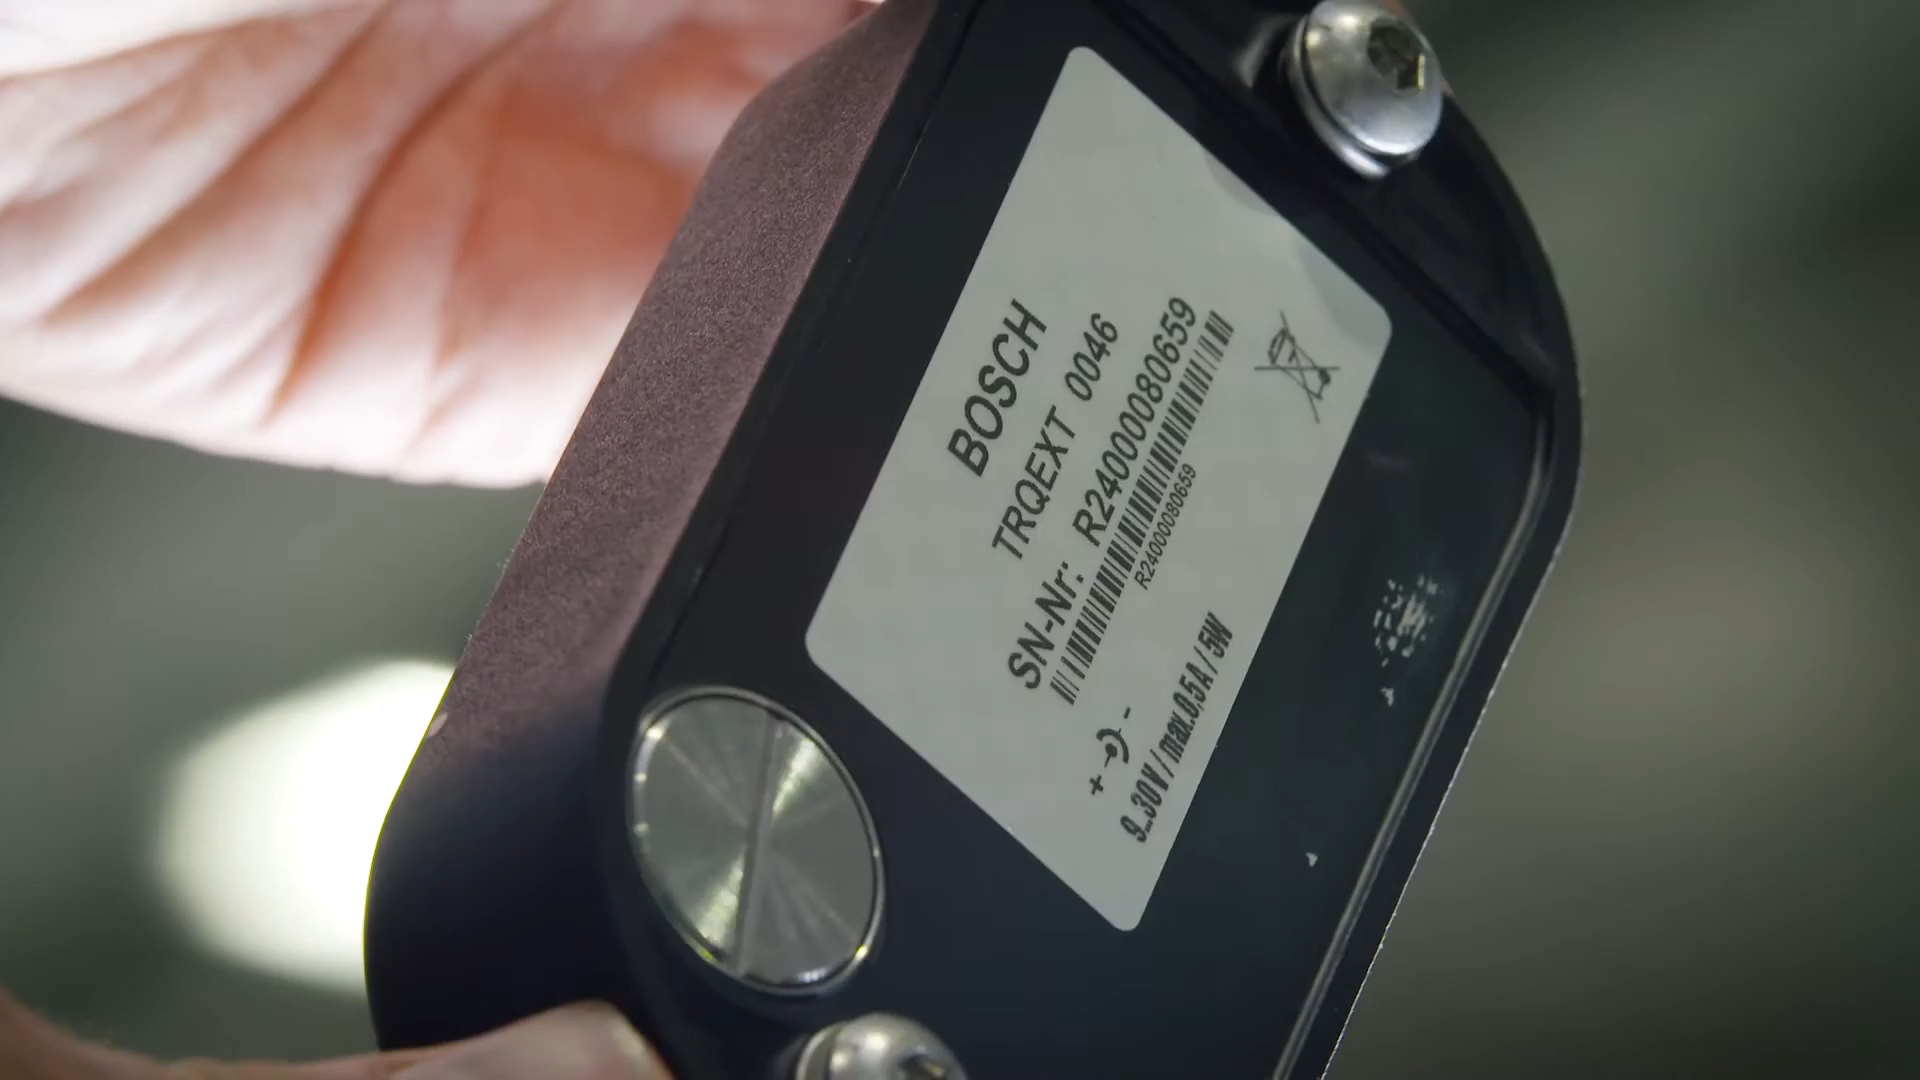 BOSCH
TRQEXT 0046
SN-Nr: R24000080659
R24000080659
+ -
9...30V / max.0,5A / 5W